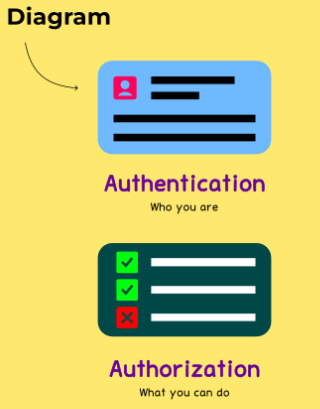 Diagram
Authentication
Who you are
Authorization
What you can do